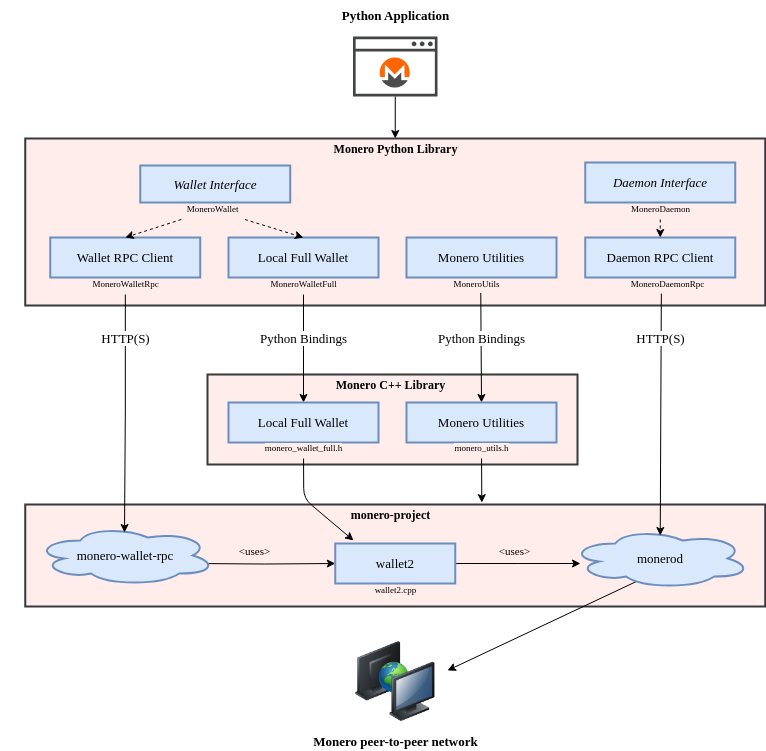 Python Application
Monero Python Library
Wallet Interface
MoneroWallet
Daemon Interface
MoneroDaemon
Wallet RPC Client
MoneroWalletRpc
Local Full Wallet
MoneroWalletFull
Monero Utilities
MoneroUtils
Daemon RPC Client
MoneroDaemonRpc
HTTP(S)
Python Bindings
Python Bindings
HTTP(S)
Monero C++ Library
Local Full Wallet
monero_wallet_full.h
Monero Utilities
monero_utils.h
monero-project
monero-wallet-rpc
<uses>
wallet2
wallet2.cpp
<uses>
monerod
Monero peer-to-peer network